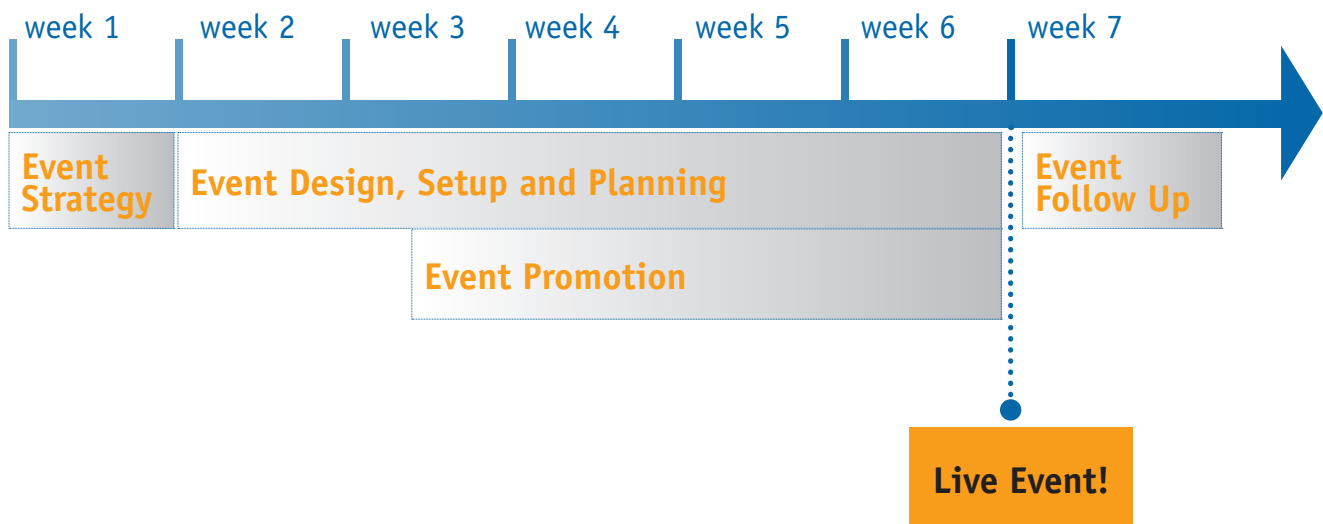 week 1 week 2 week 3 week 4 week 5 week 6 week 7
Event
Strategy
Event Design, Setup and Planning
Event
Follow Up
Event Promotion
Live Event!